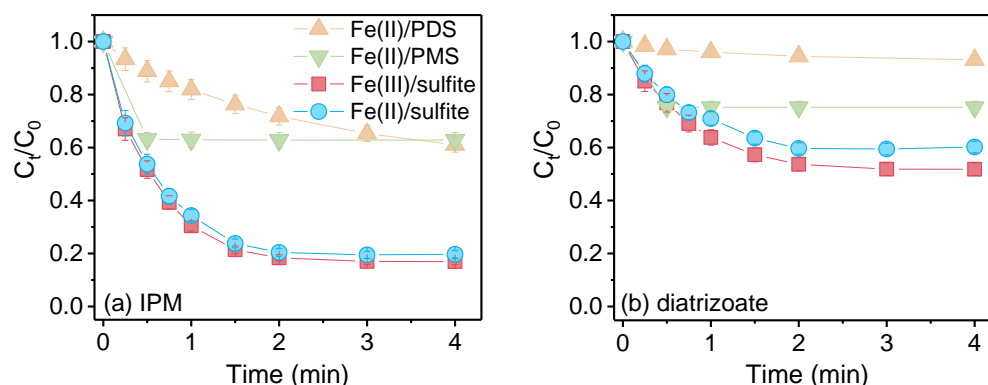 1.0
0.8
0.6
0.4
0.2
0.0
C_t/C_0
Fe(II)/PDS
Fe(II)/PMS
Fe(III)/sulfite
Fe(II)/sulfite
(a) IPM
0 1 2 3 4
Time (min)
1.0
0.8
0.6
0.4
0.2
0.0
C_t/C_0
(b) diatrizoate
0 1 2 3 4
Time (min)